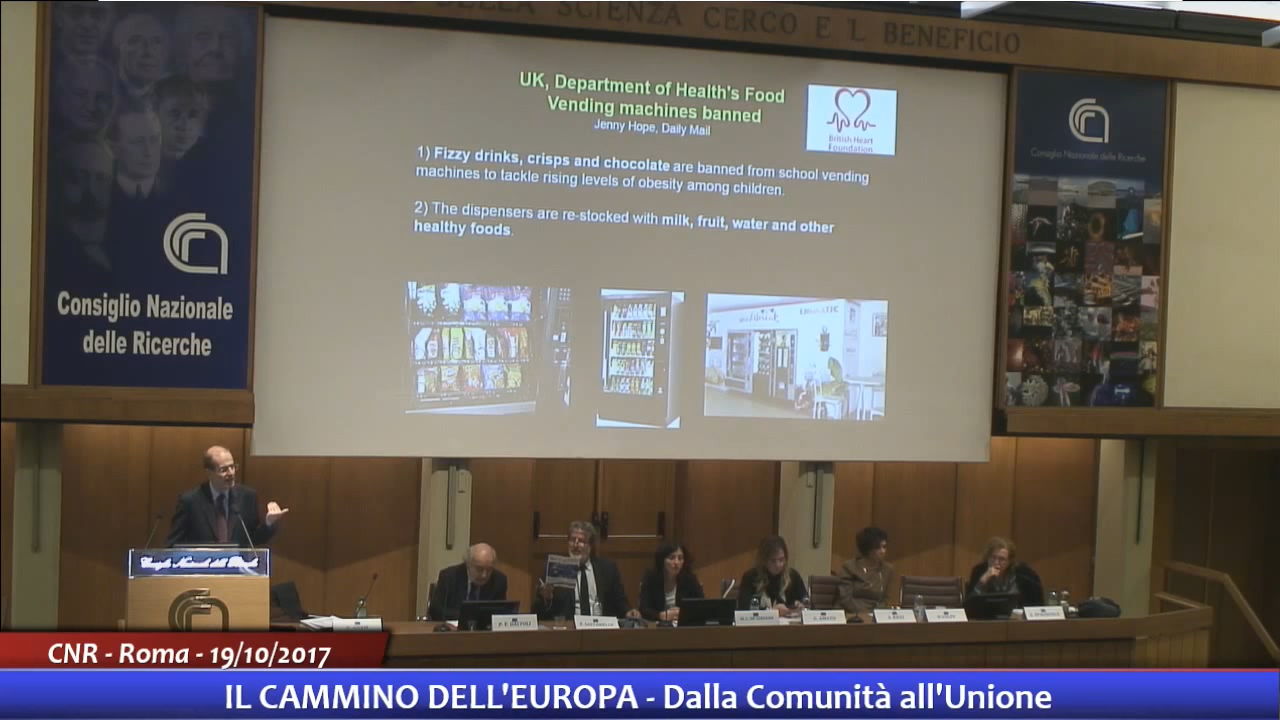 DELLA SCIENZA CERCO E 'L BENEFICIO
UK, Department of Health's Food
Vending machines banned
Jenny Hope, Daily Mail
British Heart
Foundation
1) Fizzy drinks, crisps and chocolate are banned from school vending
machines to tackle rising levels of obesity among children.
2) The dispensers are re-stocked with milk, fruit, water and other
healthy foods.
Consiglio Nazionale
delle Ricerche
Consiglio Nazionale delle Ricerche
CNR - Roma - 19/10/2017
IL CAMMINO DELL'EUROPA - Dalla Comunità all'Unione